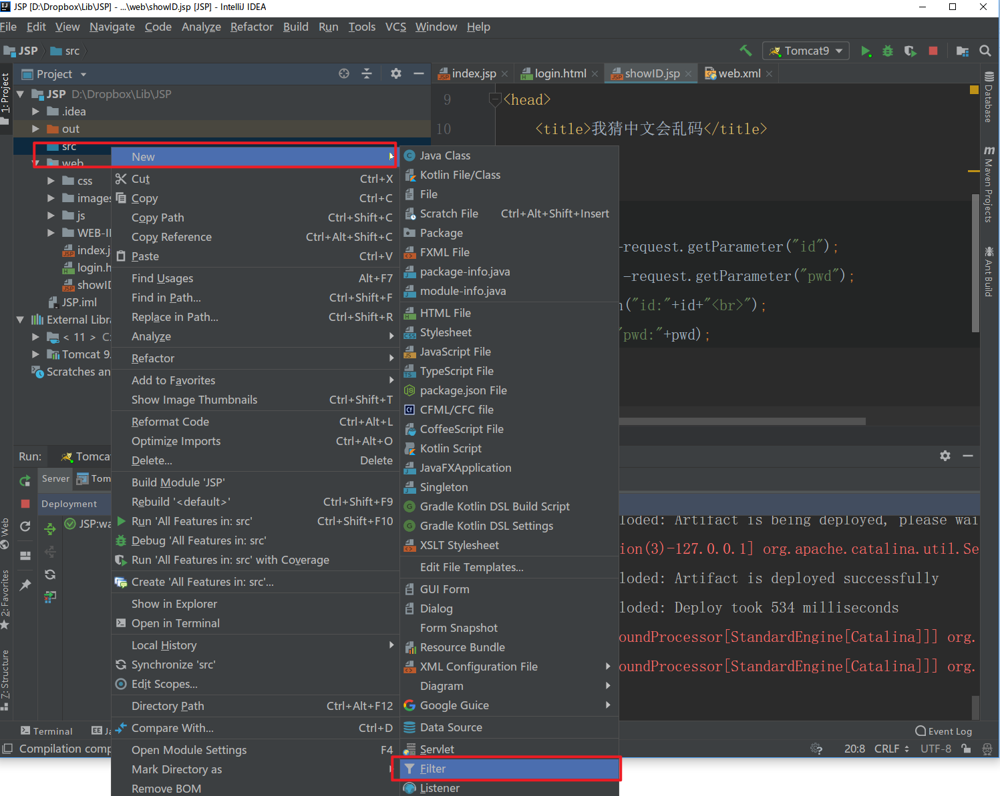 JSP [D:\Dropbox\Lib\JSP] - ...\web\showID.jsp [JSP] - IntelliJ IDEA
File Edit View Navigate Code Analyze Refactor Build Run Tools VCS Window Help
JSP src
Tomcat9
Project
index.jsp login.html showID.jsp web.xml
1: Project
JSP D:\Dropbox\Lib\JSP
.idea
out
src
web
css
images
js
WEB-I
index.j
login.h
showID
JSP.iml
External Libra
< 11 > C:
Tomcat 9.
Scratches an
9 <head>
10 <title>我猜中文会乱码</title>
-request.getParameter("id");
-request.getParameter("pwd");
n("id:"+id+"<br>");
"pwd:"+pwd);
Database
Maven Projects
Ant Build
New
Cut Ctrl+X
Copy Ctrl+C
Copy Path Ctrl+Shift+C
Copy Reference Ctrl+Alt+Shift+C
Paste Ctrl+V
Find Usages Alt+F7
Find in Path... Ctrl+Shift+F
Replace in Path... Ctrl+Shift+R
Analyze
Refactor
Add to Favorites
Show Image Thumbnails Ctrl+Shift+T
Reformat Code Ctrl+Alt+L
Optimize Imports Ctrl+Alt+O
Delete... Delete
Build Module 'JSP'
Rebuild '<default>' Ctrl+Shift+F9
Run 'All Features in: src' Ctrl+Shift+F10
Debug 'All Features in: src'
Run 'All Features in: src' with Coverage
Create 'All Features in: src'...
Show in Explorer
Open in Terminal
Local History
Synchronize 'src'
Edit Scopes...
Directory Path Ctrl+Alt+F12
Compare With... Ctrl+D
Open Module Settings F4
Mark Directory as
Remove BOM
Java Class
Kotlin File/Class
File
Scratch File Ctrl+Alt+Shift+Insert
Package
FXML File
package-info.java
module-info.java
HTML File
Stylesheet
JavaScript File
TypeScript File
package.json File
CFML/CFC file
CoffeeScript File
Kotlin Script
JavaFXApplication
Singleton
Gradle Kotlin DSL Build Script
Gradle Kotlin DSL Settings
XSLT Stylesheet
Edit File Templates...
GUI Form
Dialog
Form Snapshot
Resource Bundle
XML Configuration File
Diagram
Google Guice
Data Source
Servlet
Filter
Listener
Run: Tomca
Server Tom
Deployment
JSP:wa
Web
2: Favorites
7: Structure
loded: Artifact is being deployed, please wai
ion(3)-127.0.0.1] org.apache.catalina.util.Se
loded: Artifact is deployed successfully
loded: Deploy took 534 milliseconds
oundProcessor[StandardEngine[Catalina]]] org.
oundProcessor[StandardEngine[Catalina]]] org.
Terminal Ja
Event Log
Compilation comp
20:8 CRLF UTF-8